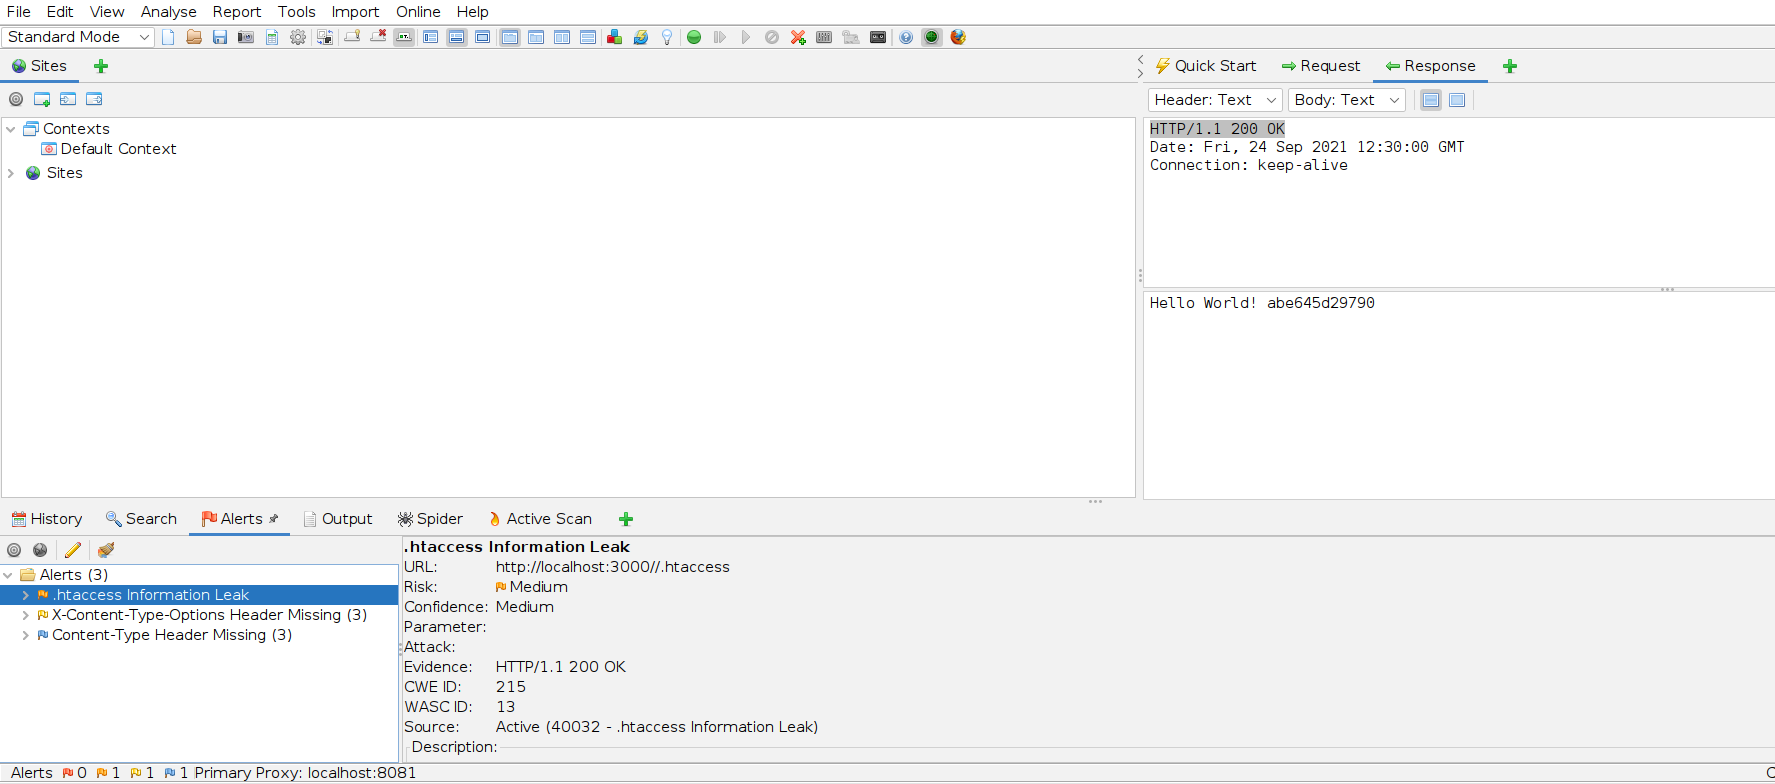 File Edit View Analyse Report Tools Import Online Help
Standard Mode
Sites
Quick Start Request Response
Header: Text Body: Text
Contexts
Default Context
Sites
HTTP/1.1 200 OK
Date: Fri, 24 Sep 2021 12:30:00 GMT
Connection: keep-alive
Hello World! abe645d29790
History Search Alerts Output Spider Active Scan
Alerts (3)
.htaccess Information Leak
X-Content-Type-Options Header Missing (3)
Content-Type Header Missing (3)
.htaccess Information Leak
URL: http://localhost:3000//.htaccess
Risk: Medium
Confidence: Medium
Parameter:
Attack:
Evidence: HTTP/1.1 200 OK
CWE ID: 215
WASC ID: 13
Source: Active (40032 - .htaccess Information Leak)
Description:
Alerts 0 1 1 1 Primary Proxy: localhost:8081